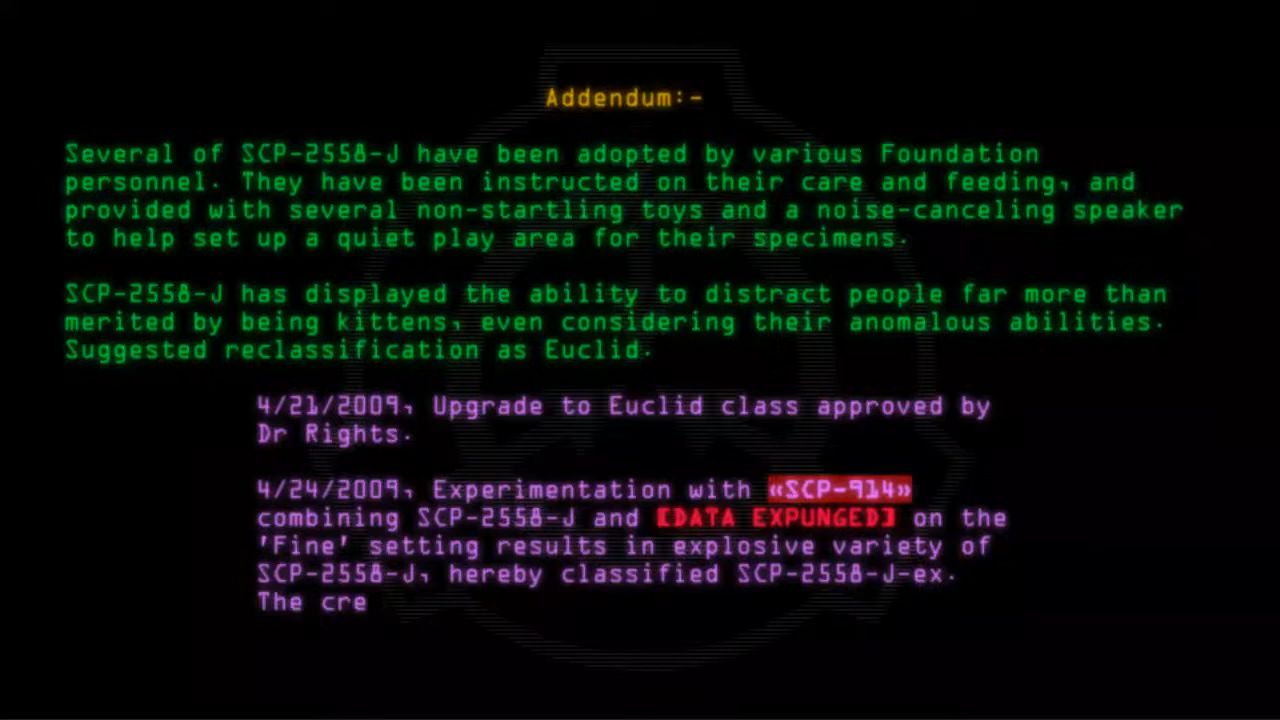 Addendum:-
Several of SCP-2558-J have been adopted by various Foundation
personnel. They have been instructed on their care and feeding, and
provided with several non-startling toys and a noise-canceling speaker
to help set up a quiet play area for their specimens.
SCP-2558-J has displayed the ability to distract people far more than
merited by being kittens, even considering their anomalous abilities.
Suggested reclassification as Euclid.
4/21/2009, Upgrade to Euclid class approved by
Dr Rights.
4/24/2009, Experimentation with «SCP-914»
combining SCP-2558-J and [DATA EXPUNGED] on the
'Fine' setting results in explosive variety of
SCP-2558-J, hereby classified SCP-2558-J-ex.
The cre